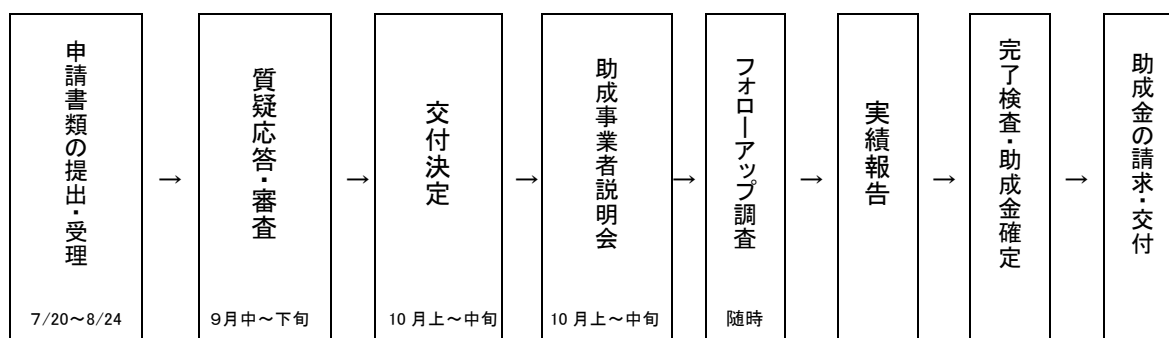 申請書類の提出・受理
7/20～8/24
→
質疑応答・審査
９月中～下旬
→
交付決定
10 月上～中旬
→
助成事業者説明会
10 月上～中旬
→
フォローアップ調査
随時
→
実績報告
→
完了検査・助成金確定
→
助成金の請求・交付